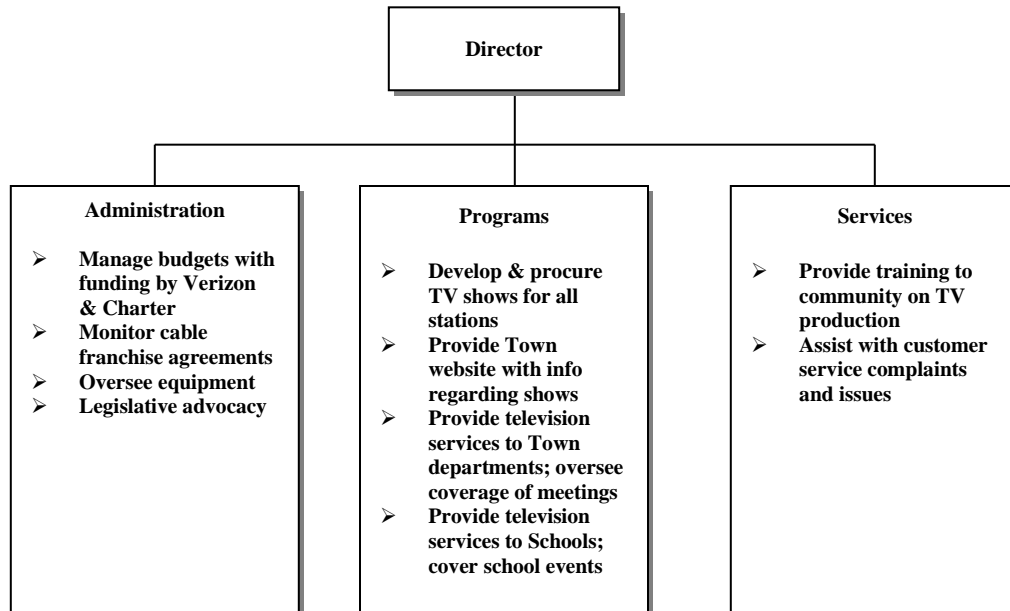 Director
Administration
➢ Manage budgets with
funding by Verizon
& Charter
➢ Monitor cable
franchise agreements
➢ Oversee equipment
➢ Legislative advocacy
Programs
➢ Develop & procure
TV shows for all
stations
➢ Provide Town
website with info
regarding shows
➢ Provide television
services to Town
departments; oversee
coverage of meetings
➢ Provide television
services to Schools;
cover school events
Services
➢ Provide training to
community on TV
production
➢ Assist with customer
service complaints
and issues